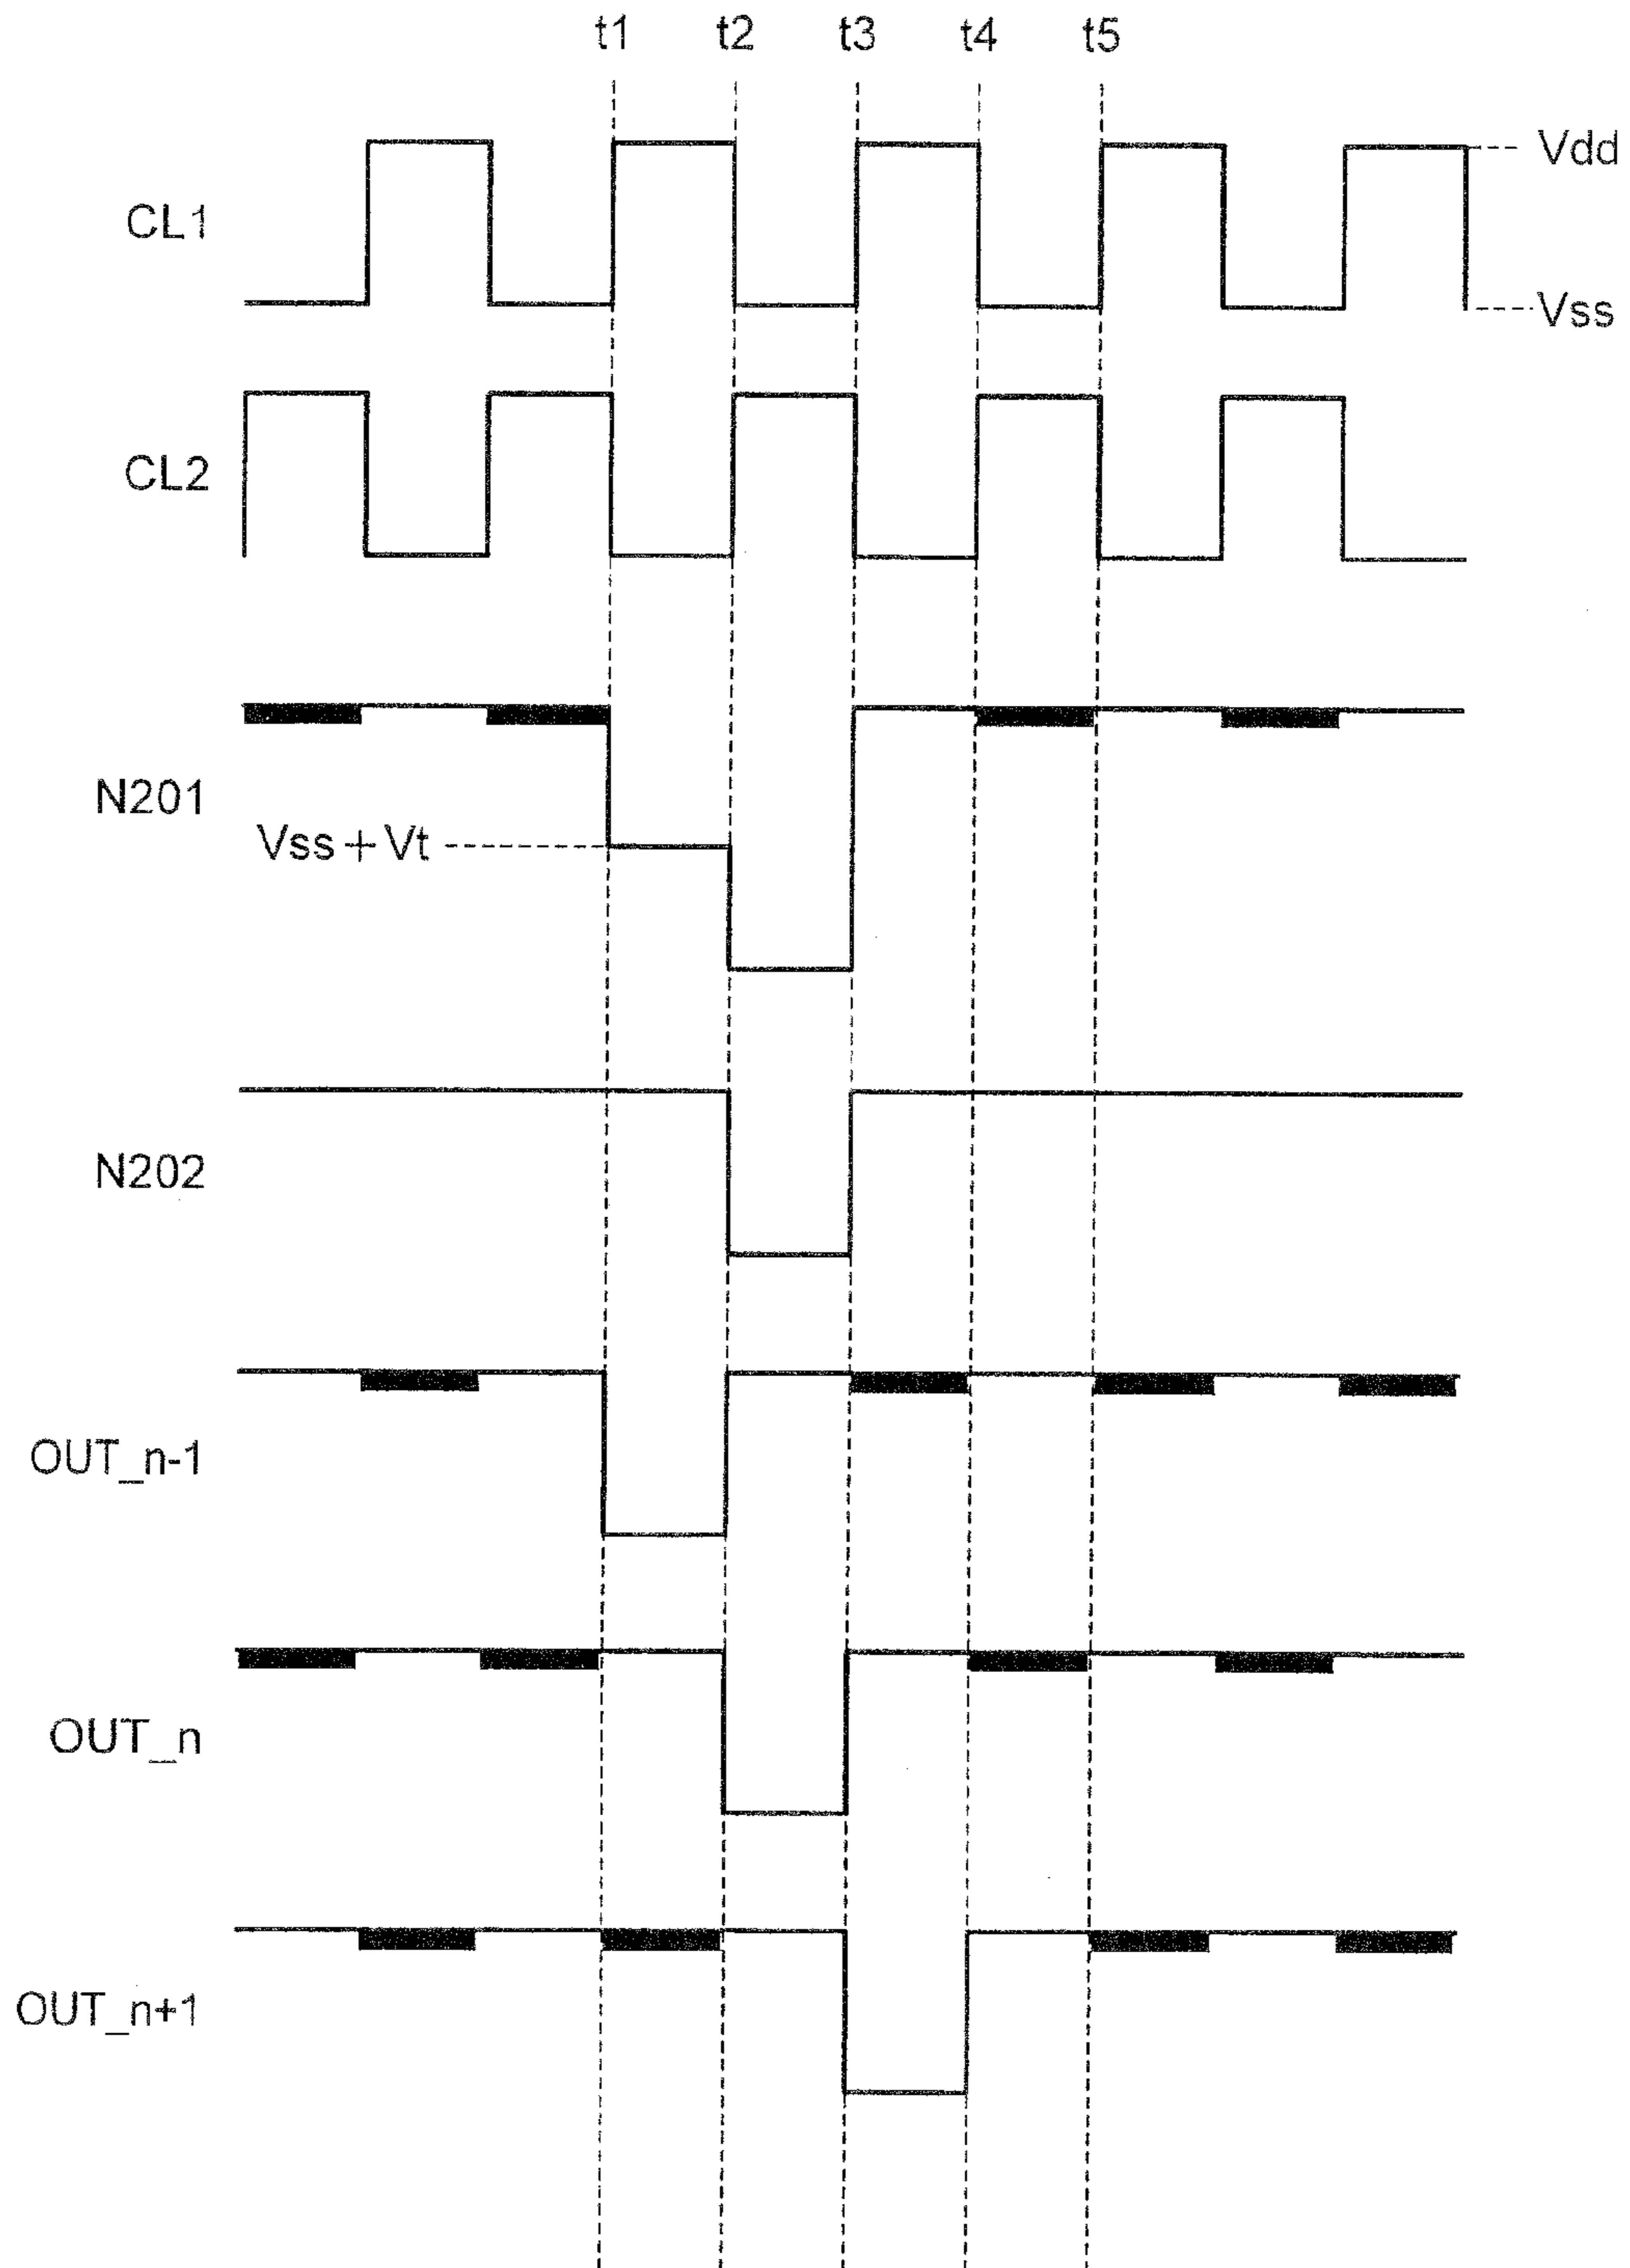 t1 t2 t3 t4 t5
Vdd
CL1
Vss
CL2
N201
Vss + Vt
N202
OUT_n-1
OUT_n
OUT_n+1